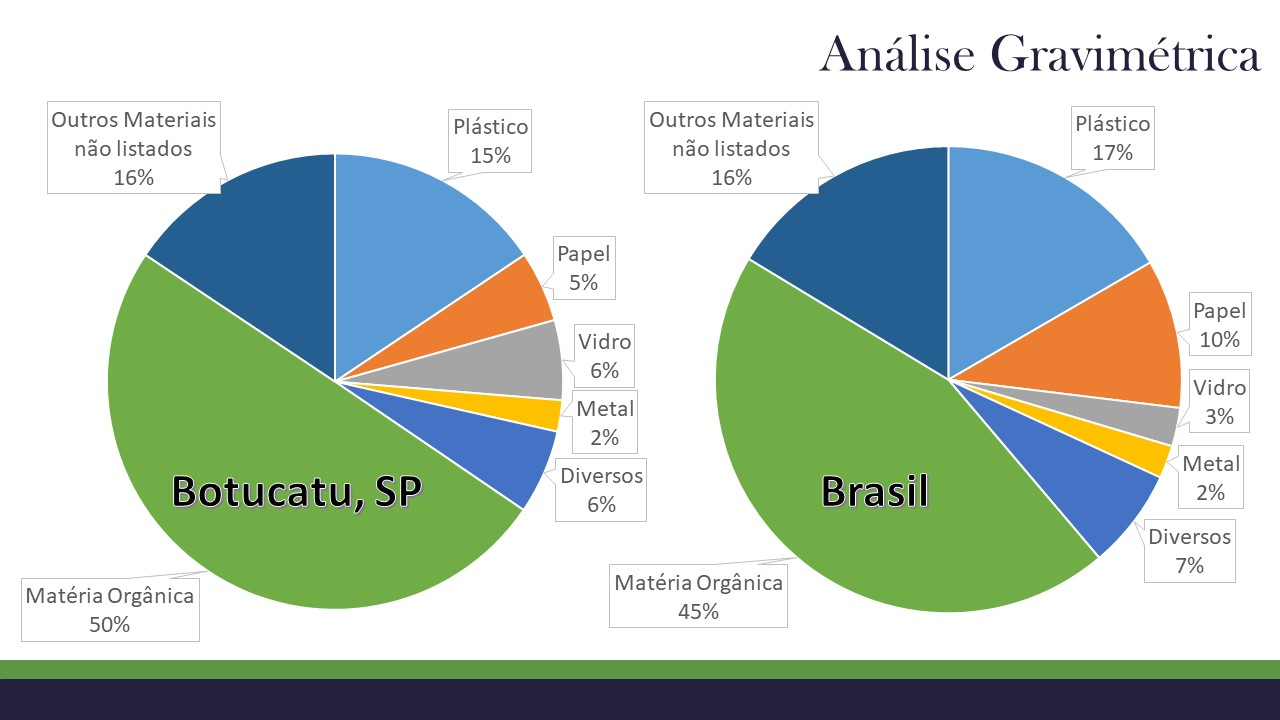 Análise Gravimétrica
Outros Materiais
não listados
16%
Plástico
15%
Papel
5%
Vidro
6%
Metal
2%
Diversos
6%
Botucatu, SP
Matéria Orgânica
50%
Outros Materiais
não listados
16%
Plástico
17%
Papel
10%
Vidro
3%
Metal
2%
Diversos
7%
Brasil
Matéria Orgânica
45%